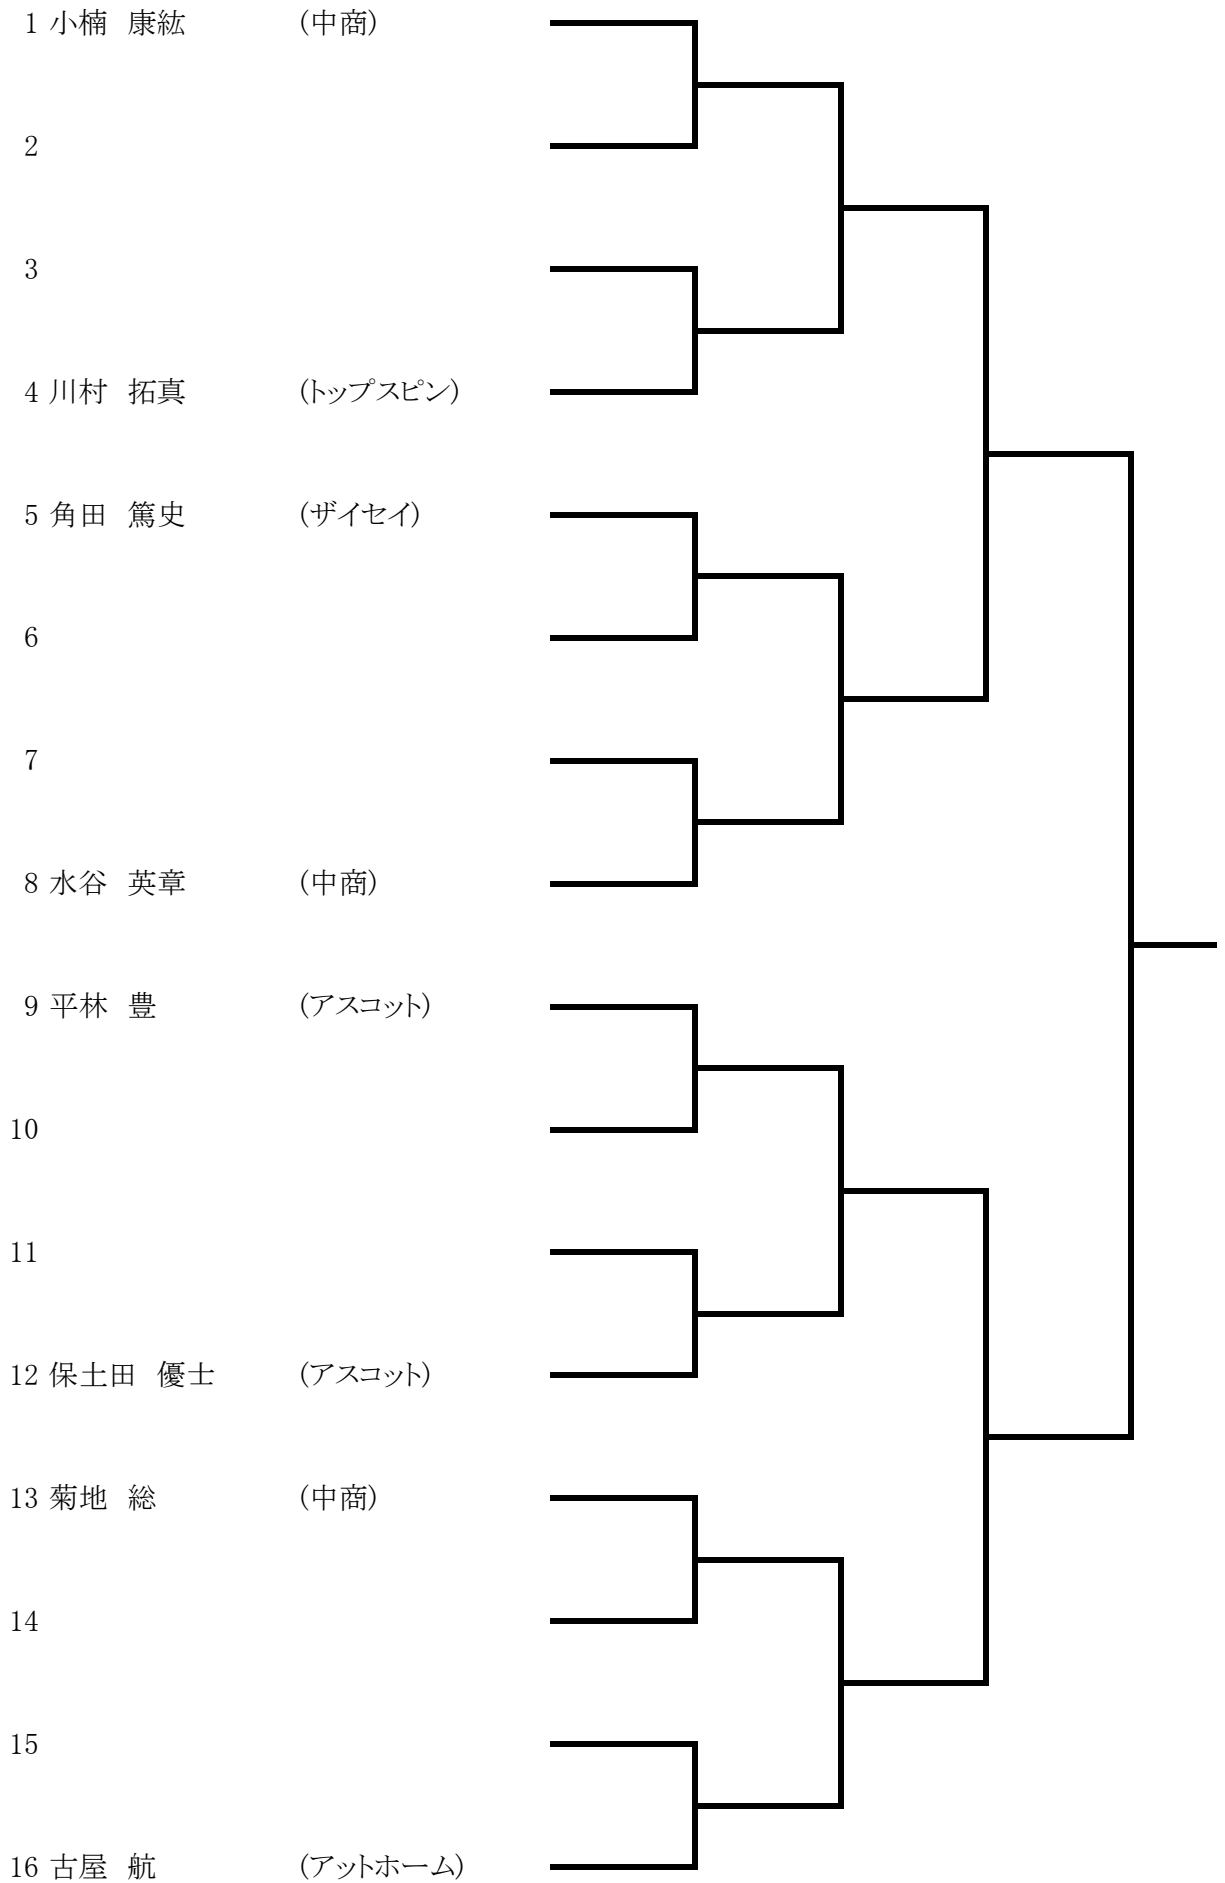 1 小楠 康紘 (中商)
2
3
4 川村 拓真 (トップスピン)
5 角田 篤史 (ザイセイ)
6
7
8 水谷 英章 (中商)
9 平林 豊 (アスコット)
10
11
12 保土田 優士 (アスコット)
13 菊地 総 (中商)
14
15
16 古屋 航 (アットホーム)